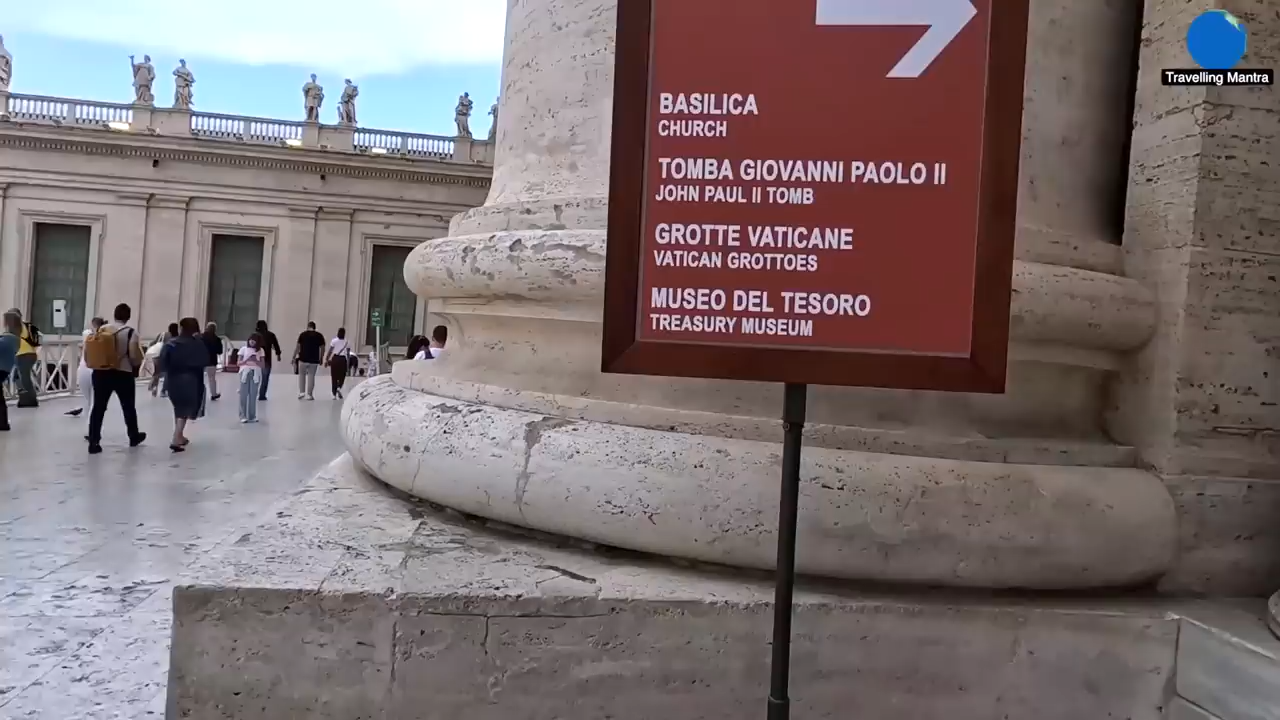 Travelling Mantra
BASILICA
CHURCH
TOMBA GIOVANNI PAOLO II
JOHN PAUL II TOMB
GROTTE VATICANE
VATICAN GROTTOES
MUSEO DEL TESORO
TREASURY MUSEUM